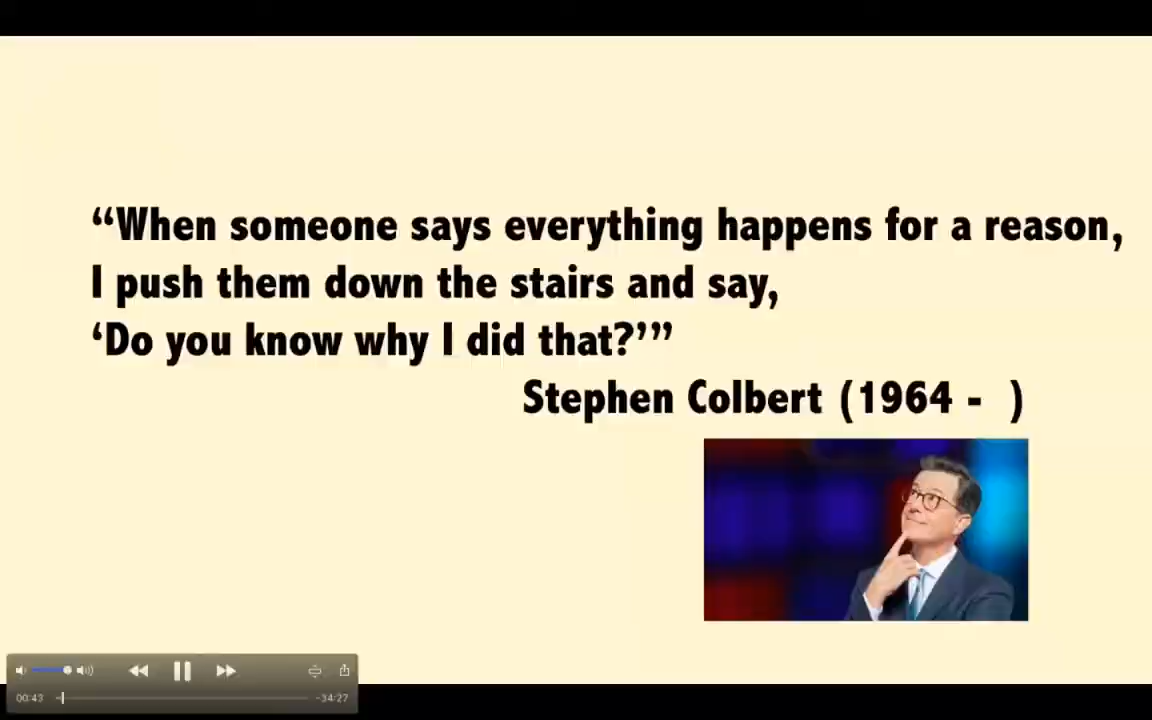 “When someone says everything happens for a reason,
I push them down the stairs and say,
‘Do you know why I did that?’”
Stephen Colbert (1964 -  )
00:43
-34:27